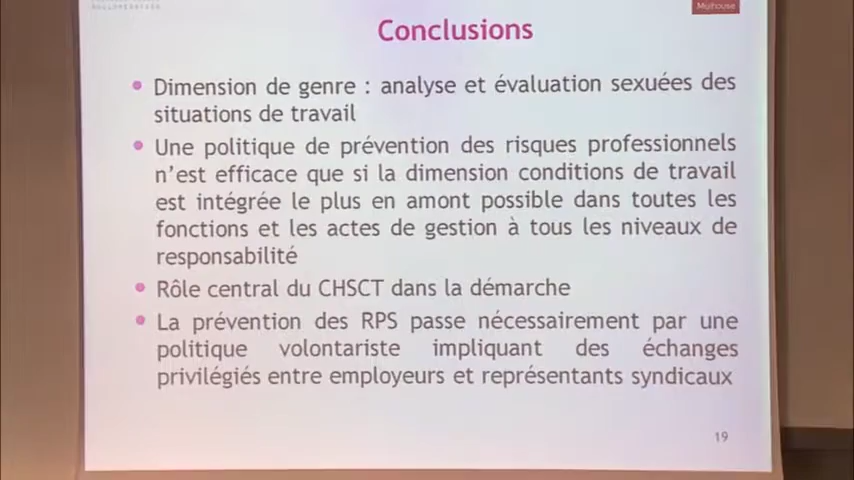 Mulhouse
Conclusions
• Dimension de genre : analyse et évaluation sexuées des
situations de travail
• Une politique de prévention des risques professionnels
n'est efficace que si la dimension conditions de travail
est intégrée le plus en amont possible dans toutes les
fonctions et les actes de gestion à tous les niveaux de
responsabilité
• Rôle central du CHSCT dans la démarche
• La prévention des RPS passe nécessairement par une
politique volontariste impliquant des échanges
privilégiés entre employeurs et représentants syndicaux
19